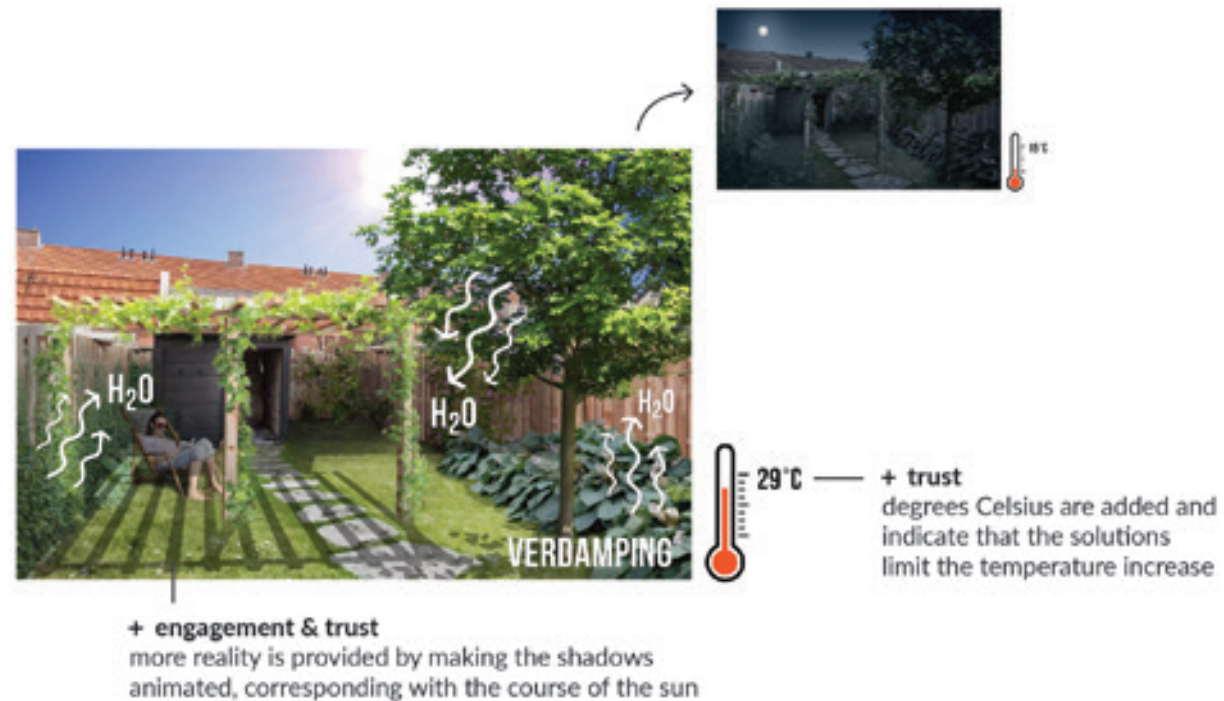 H₂O
H₂O
H₂O
VERDAMPING
29°C
+ trust
degrees Celsius are added and
indicate that the solutions
limit the temperature increase
+ engagement & trust
more reality is provided by making the shadows
animated, corresponding with the course of the sun